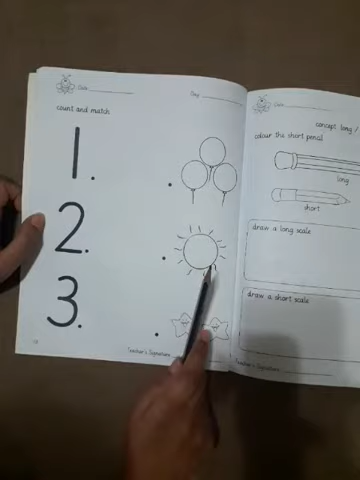 Date: Day:
count and match
1.
2.
3.
Teacher's Signature
Date:
concept long /
colour the short pencil
long
short
draw a long scale
draw a short scale
Teacher's Signature